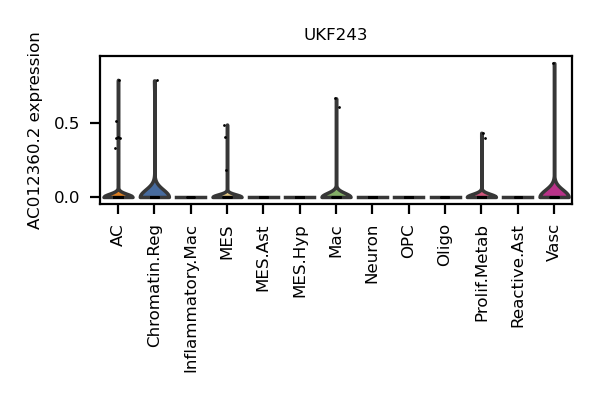 UKF243
AC012360.2 expression
0.5
0.0
AC
Chromatin.Reg
Inflammatory.Mac
MES
MES.Ast
MES.Hyp
Mac
Neuron
OPC
Oligo
Prolif.Metab
Reactive.Ast
Vasc